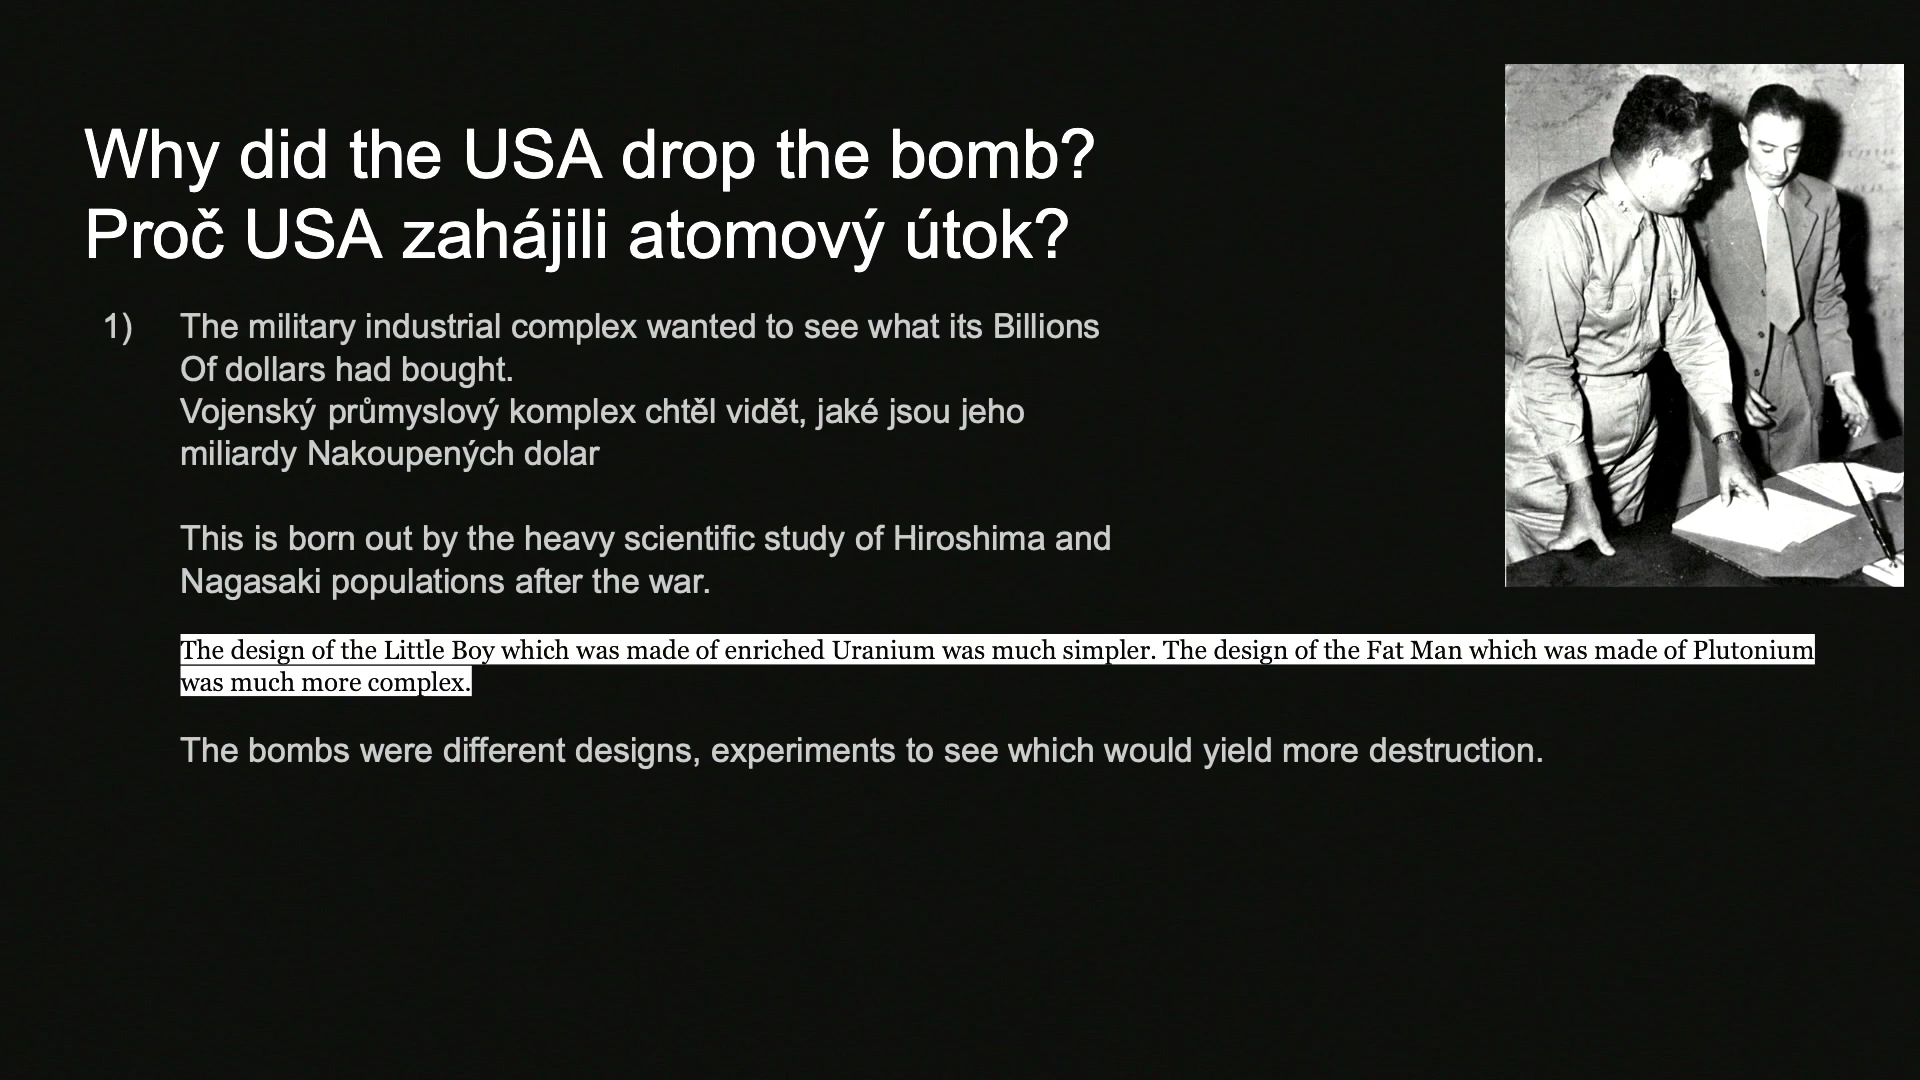 Why did the USA drop the bomb?
Proč USA zahájili atomový útok?
1) The military industrial complex wanted to see what its Billions
Of dollars had bought.
Vojenský průmyslový komplex chtěl vidět, jaké jsou jeho
miliardy Nakoupených dolar
This is born out by the heavy scientific study of Hiroshima and
Nagasaki populations after the war.
The design of the Little Boy which was made of enriched Uranium was much simpler. The design of the Fat Man which was made of Plutonium
was much more complex.
The bombs were different designs, experiments to see which would yield more destruction.